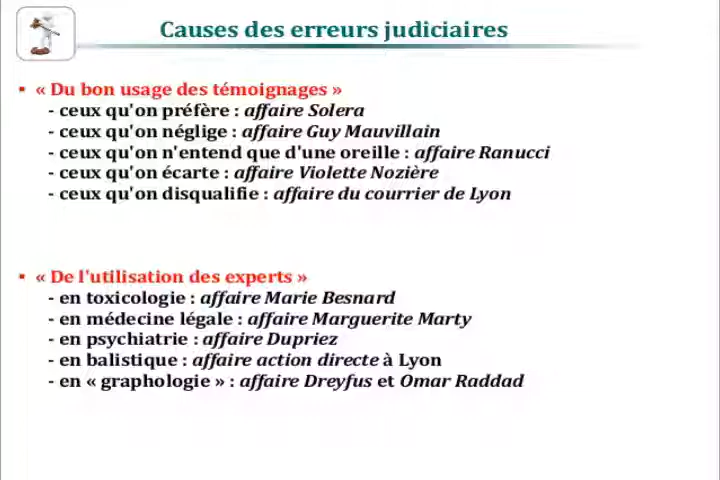 Causes des erreurs judiciaires
▪ « Du bon usage des témoignages »
- ceux qu'on préfère : affaire Solera
- ceux qu'on néglige : affaire Guy Mauvillain
- ceux qu'on n'entend que d'une oreille : affaire Ranucci
- ceux qu'on écarte : affaire Violette Nozière
- ceux qu'on disqualifie : affaire du courrier de Lyon
▪ « De l'utilisation des experts »
- en toxicologie : affaire Marie Besnard
- en médecine légale : affaire Marguerite Marty
- en psychiatrie : affaire Dupriez
- en balistique : affaire action directe à Lyon
- en « graphologie » : affaire Dreyfus et Omar Raddad